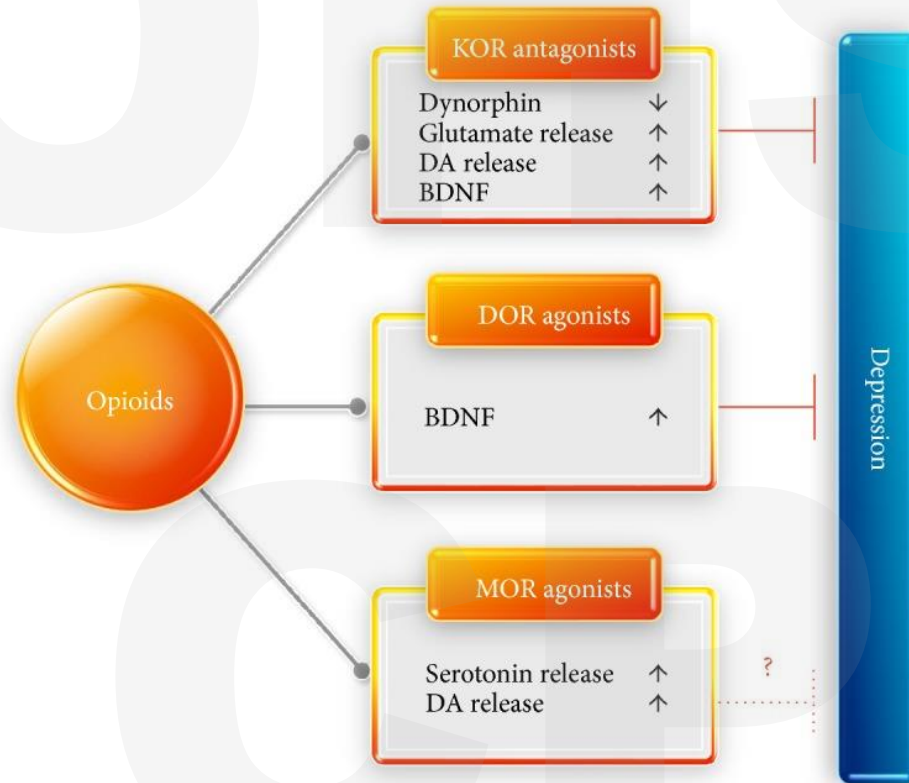 KOR antagonists
Dynorphin ↓
Glutamate release ↑
DA release ↑
BDNF ↑
DOR agonists
Opioids
BDNF ↑
Depression
MOR agonists
Serotonin release ↑
DA release ↑
?